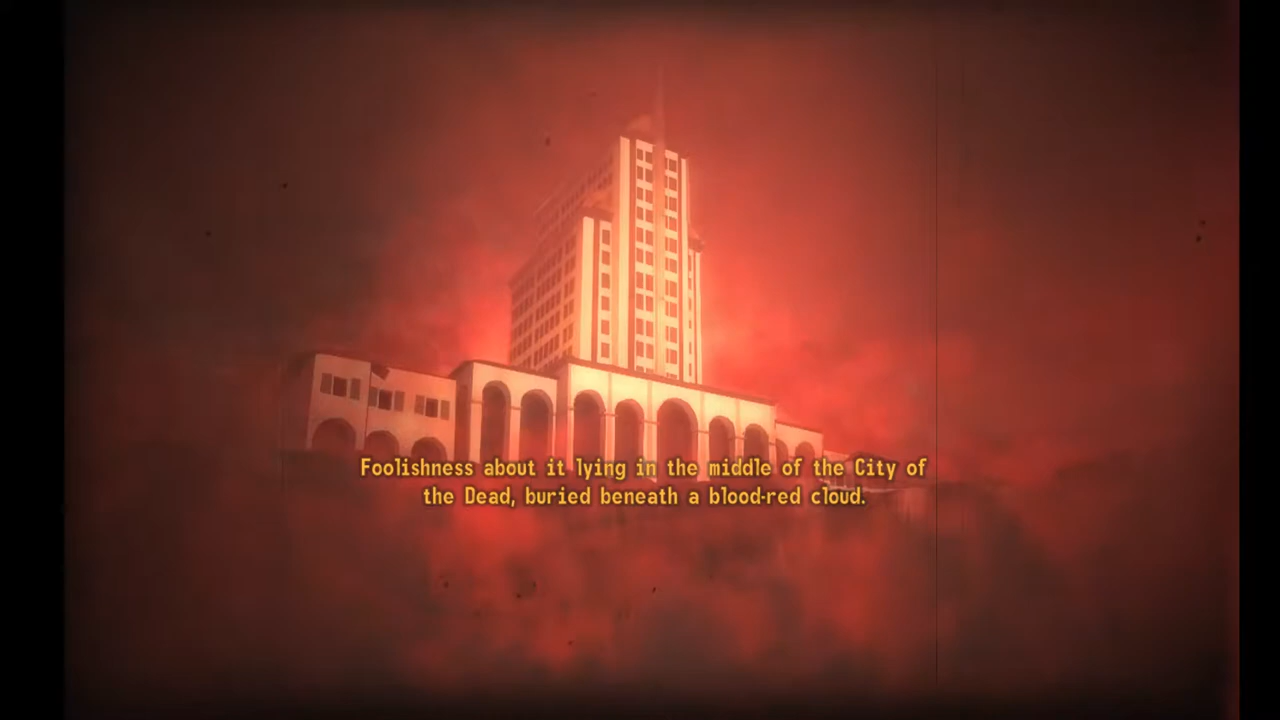 Foolishness about it lying in the middle of the City of
the Dead, buried beneath a blood-red cloud.